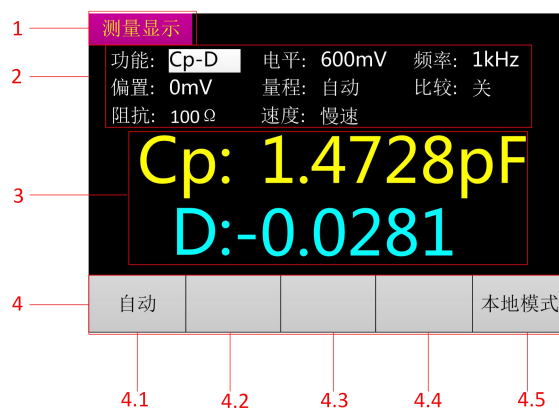 1
测量显示
2
功能: Cp-D 电平: 600mV 频率: 1kHz
偏置: 0mV 量程: 自动 比较: 关
阻抗: 100Ω 速度: 慢速
3
Cp: 1.4728pF
D:-0.0281
4
自动 本地模式
4.1 4.2 4.3 4.4 4.5